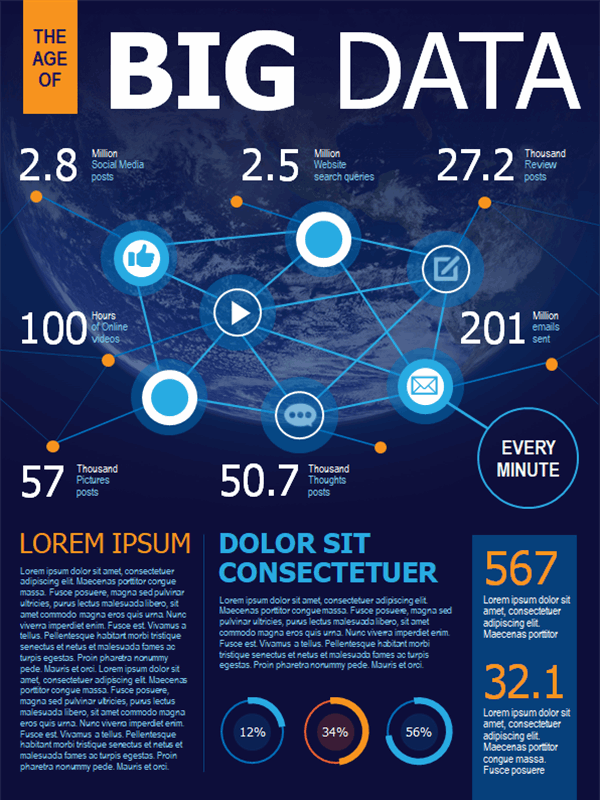 THE
AGE
OF
BIG DATA
2.8 Million
Social Media
posts
2.5 Million
Website
search queries
27.2 Thousand
Review
posts
100 Hours
of Online
Videos
201 Million
emails
sent
EVERY
MINUTE
57 Thousand
Pictures
posts
50.7 Thousand
Thoughts
posts
LOREM IPSUM
Lorem ipsum dolor sit amet, consectetuer
adipiscing elit. Maecenas porttitor congue
massa. Fusce posuere, magna sed pulvinar
ultricies, purus lectus malesuada libero, sit
amet commodo magna eros quis urna. Nunc
viverra imperdiet enim. Fusce est. Vivamus a
tellus. Pellentesque habitant morbi tristique
senectus et netus et malesuada fames ac
turpis egestas. Proin pharetra nonummy
pede. Mauris et orci. Lorem ipsum dolor sit
amet, consectetuer adipiscing elit. Maecenas
porttitor congue massa. Fusce posuere,
magna sed pulvinar ultricies, purus lectus
malesuada libero, sit amet commodo magna
eros quis urna. Nunc viverra imperdiet enim.
Fusce est. Vivamus a tellus. Pellentesque
habitant morbi tristique senectus et netus et
malesuada fames ac turpis egestas. Proin
pharetra nonummy pede. Mauris et orci.
DOLOR SIT
CONSECTETUER
Lorem ipsum dolor sit amet, consectetuer adipiscing elit.
Maecenas porttitor congue massa. Fusce
posuere, magna sed pulvinar ultricies, purus lectus malesuada libero, sit amet
commodo magna eros quis urna. Nunc viverra imperdiet enim.
Fusce est. Vivamus a tellus. Pellentesque habitant morbi
tristique senectus et netus et malesuada fames ac turpis egestas.
Proin pharetra nonummy pede. Mauris et orci.
12%
34%
56%
567
Lorem ipsum dolor sit
amet, consectetuer
adipiscing elit.
Maecenas porttitor
32.1
Lorem ipsum dolor sit
amet, consectetuer
adipiscing elit.
Maecenas porttitor
congue massa.
Fusce posuere